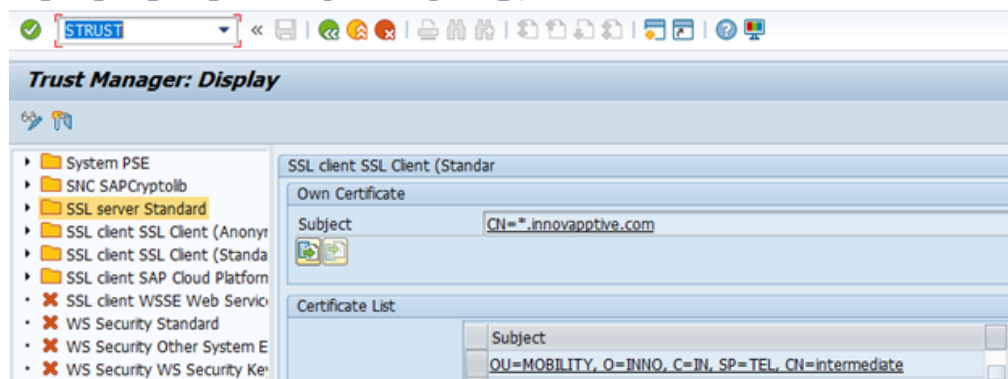 STRUST
Trust Manager: Display
System PSE
SNC SAPCryptolib
SSL server Standard
SSL client SSL Client (Anonyr
SSL client SSL Client (Standa
SSL client SAP Cloud Platform
SSL client WSSE Web Servic
WS Security Standard
WS Security Other System E
WS Security WS Security Key
SSL client SSL Client (Standar
Own Certificate
Subject CN=*.innovapptive.com
Certificate List
Subject
OU=MOBILITY, O=INNO, C=IN, SP=TEL, CN=intermediate